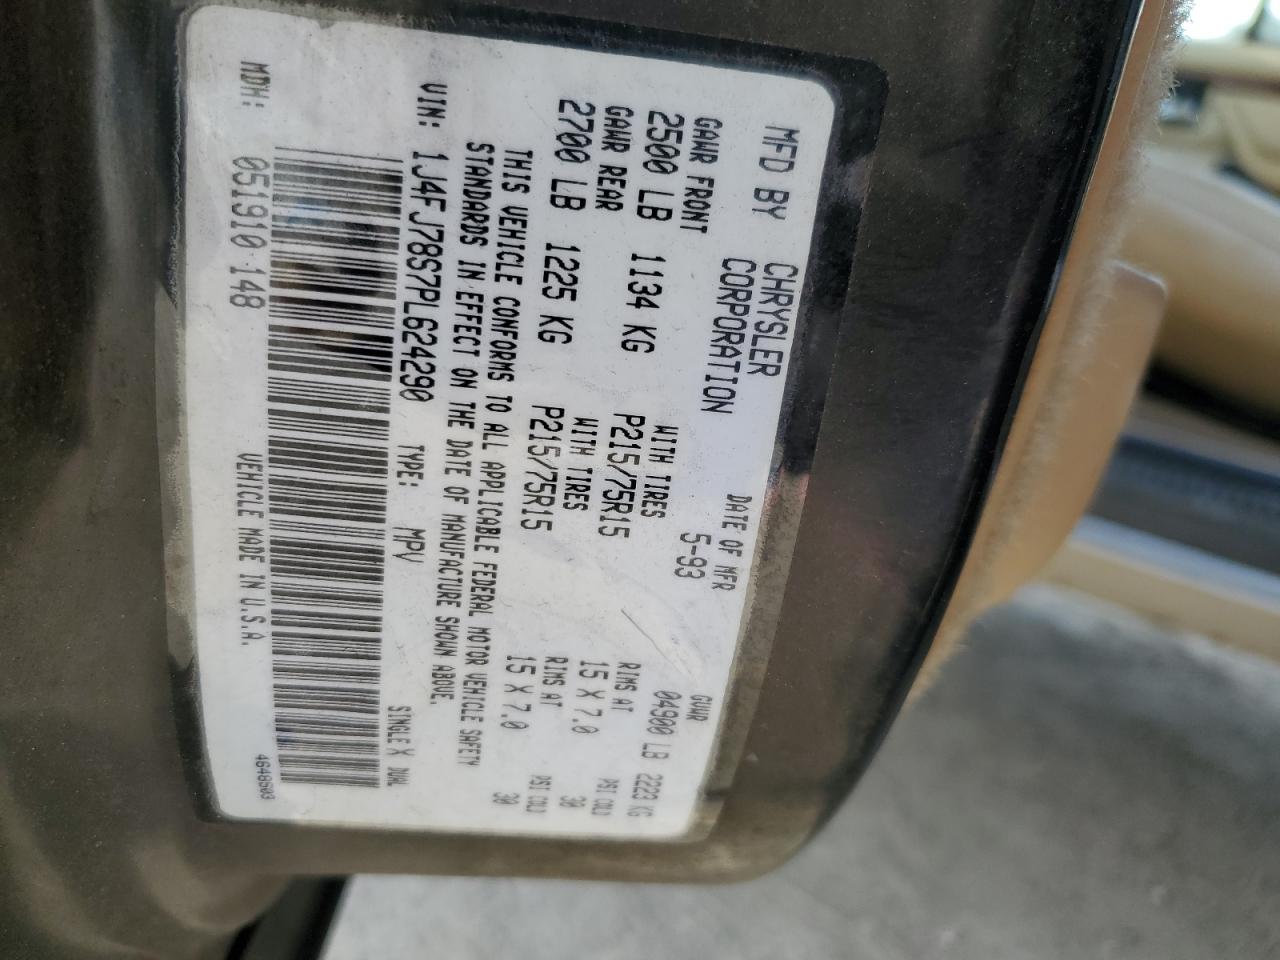 MFD BY CHRYSLER CORPORATION DATE OF MFR 5-93 GVWR 04900 LB 2223 KG
GAWR FRONT WITH TIRES RIMS AT PSI COLD
2500 LB 1134 KG P215/75R15 15 X 7.0 30
GAWR REAR WITH TIRES RIMS AT PSI COLD
2700 LB 1225 KG P215/75R15 15 X 7.0 30
THIS VEHICLE CONFORMS TO ALL APPLICABLE FEDERAL MOTOR VEHICLE SAFETY
STANDARDS IN EFFECT ON THE DATE OF MANUFACTURE SHOWN ABOVE.
VIN: 1J4FJ78S7PL624290 TYPE: MPV SINGLE X DUAL
MDH: 051910 148 VEHICLE MADE IN U.S.A. 4648503